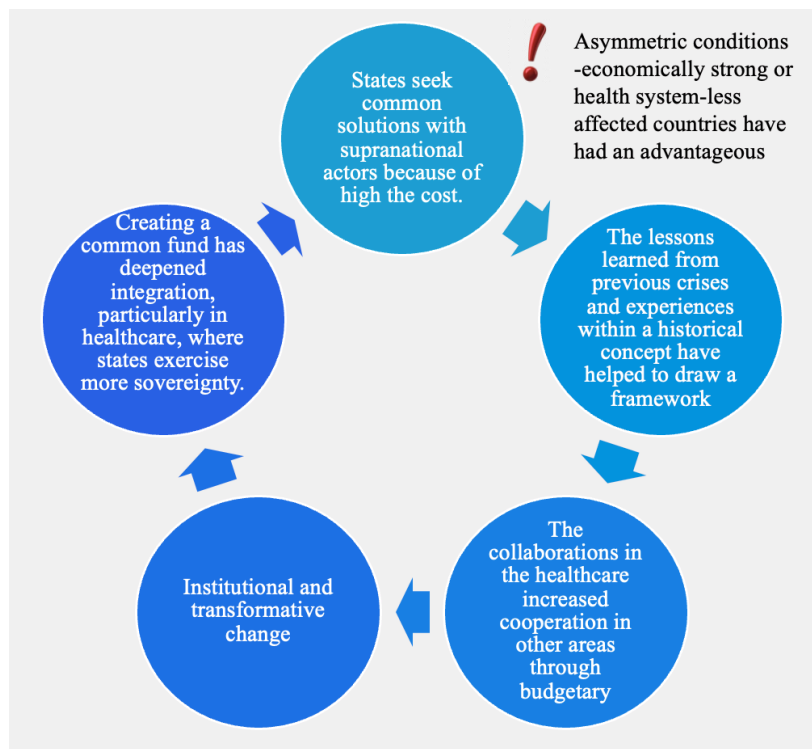 States seek
common
solutions with
supranational
actors because of
high the cost.
Asymmetric conditions
-economically strong or
health system-less
affected countries have
had an advantageous
The lessons
learned from
previous crises
and experiences
within a historical
concept have
helped to draw a
framework
The
collaborations in
the healthcare
increased
cooperation in
other areas
through
budgetary
Institutional and
transformative
change
Creating a
common fund has
deepened
integration,
particularly in
healthcare, where
states exercise
more sovereignty.